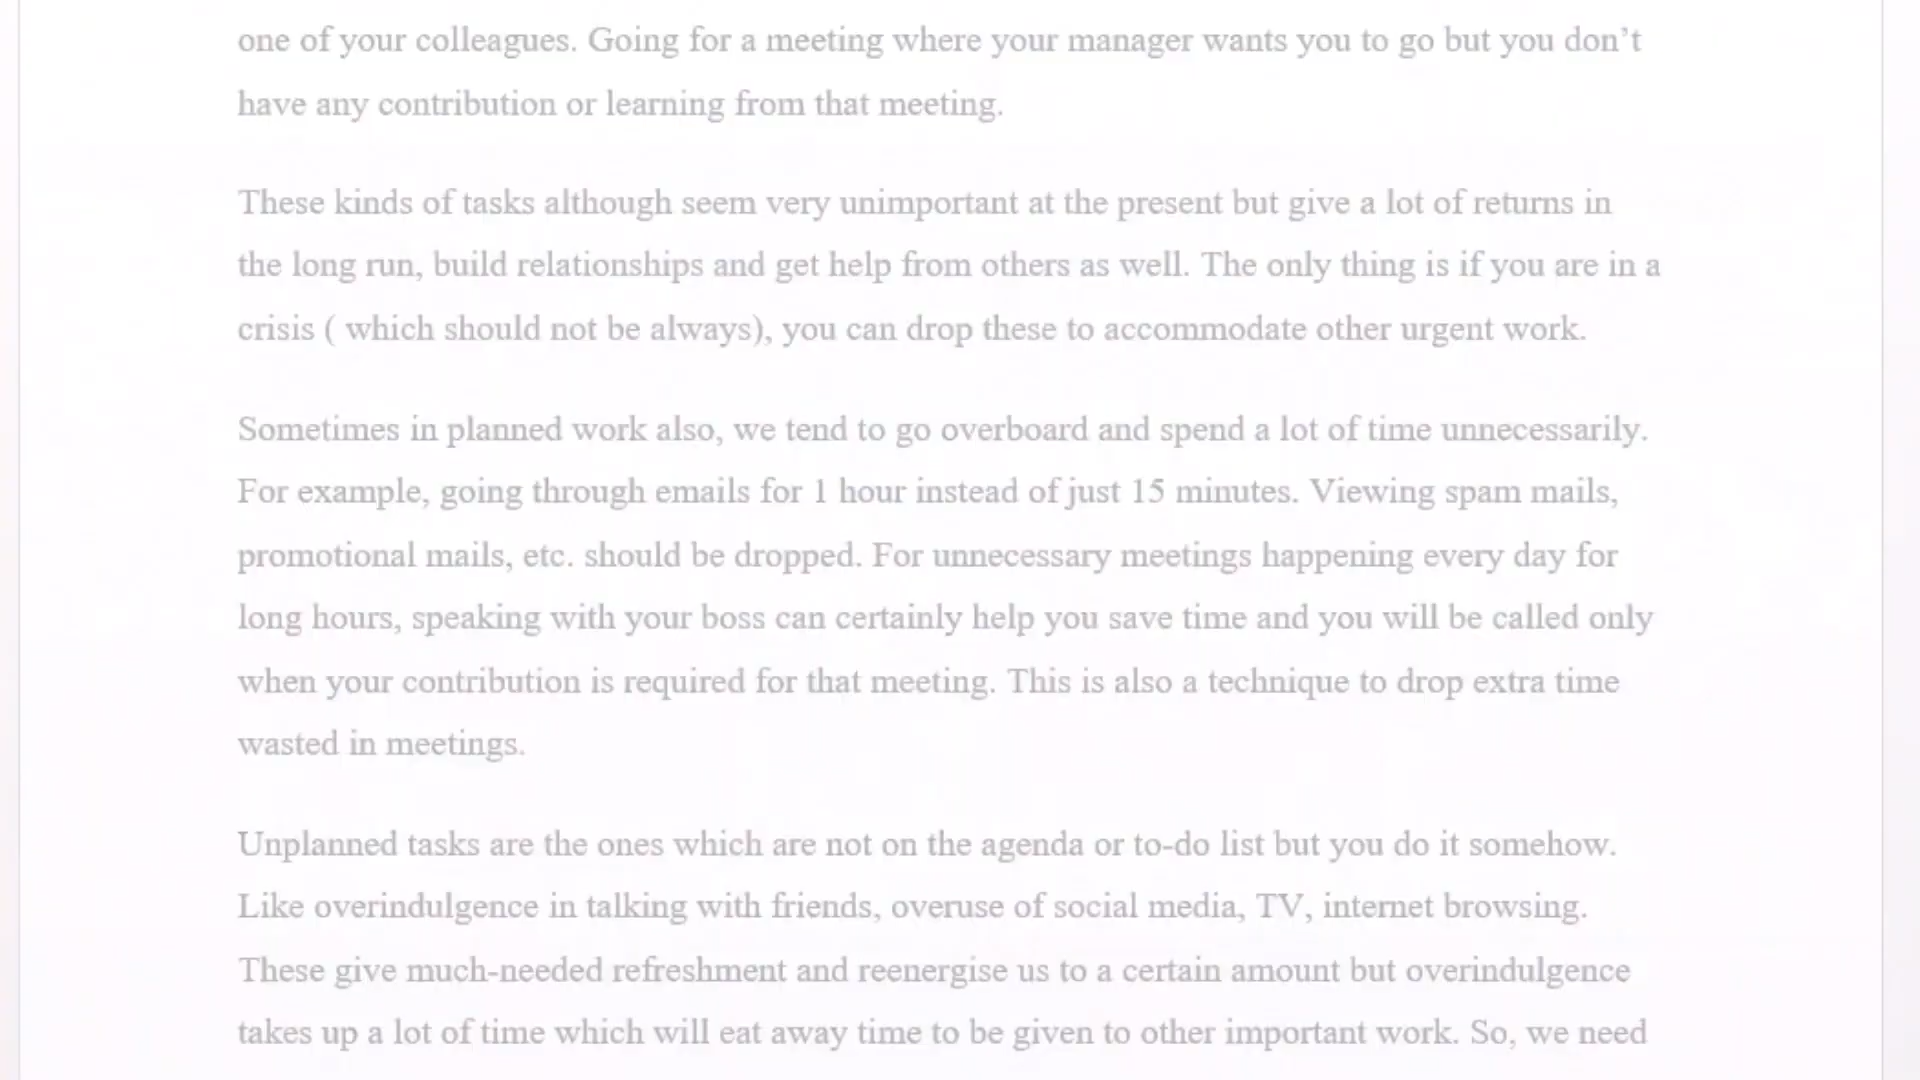 one of your colleagues. Going for a meeting where your manager wants you to go but you don’t
have any contribution or learning from that meeting.
These kinds of tasks although seem very unimportant at the present but give a lot of returns in
the long run, build relationships and get help from others as well. The only thing is if you are in a
crisis ( which should not be always), you can drop these to accommodate other urgent work.
Sometimes in planned work also, we tend to go overboard and spend a lot of time unnecessarily.
For example, going through emails for 1 hour instead of just 15 minutes. Viewing spam mails,
promotional mails, etc. should be dropped. For unnecessary meetings happening every day for
long hours, speaking with your boss can certainly help you save time and you will be called only
when your contribution is required for that meeting. This is also a technique to drop extra time
wasted in meetings.
Unplanned tasks are the ones which are not on the agenda or to-do list but you do it somehow.
Like overindulgence in talking with friends, overuse of social media, TV, internet browsing.
These give much-needed refreshment and reenergise us to a certain amount but overindulgence
takes up a lot of time which will eat away time to be given to other important work. So, we need